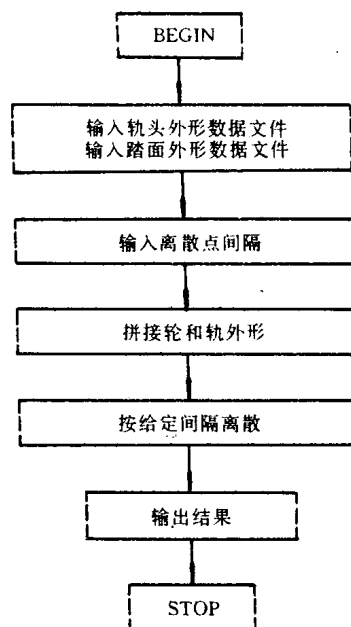 BEGIN
输入轨头外形数据文件
输入踏面外形数据文件
输入离散点间隔
拼接轮和轨外形
按给定间隔离散
输出结果
STOP